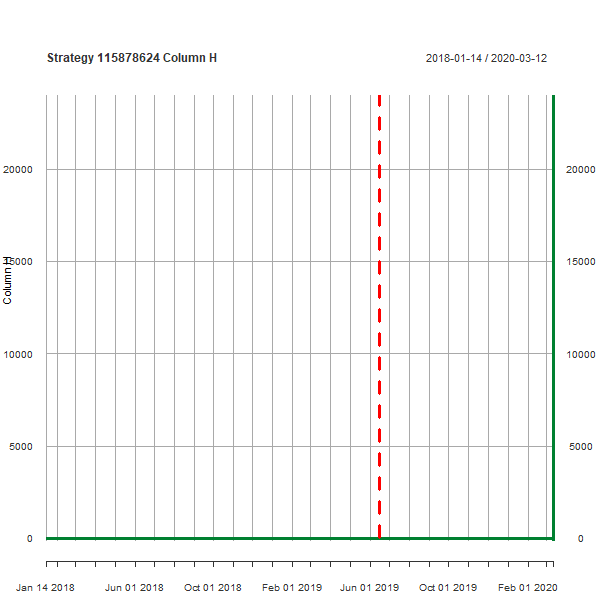 Strategy 115878624 Column H
2018-01-14 / 2020-03-12
20000 20000
15000 15000
Column H
10000 10000
5000 5000
0 0
Jan 14 2018 Jun 01 2018 Oct 01 2018 Feb 01 2019 Jun 01 2019 Oct 01 2019 Feb 01 2020